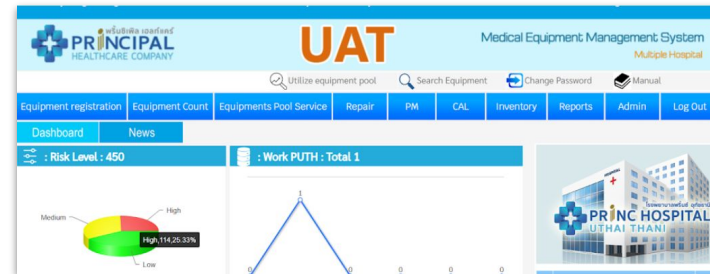 พริ้นซิเพิล เฮลท์แคร์
PRINCIPAL
HEALTHCARE COMPANY
UAT
Medical Equipment Management System
Multiple Hospital
Utilize equipment pool
Search Equipment
Change Password
Manual
Equipment registration
Equipment Count
Equipments Pool Service
Repair
PM
CAL
Inventory
Reports
Admin
Log Out
Dashboard
News
: Risk Level : 450
: Work PUTH : Total 1
Medium
High
High,114,25.33%
Low
1
0
0
0
0
0
PRINC HOSPITAL
UTHAI THANI